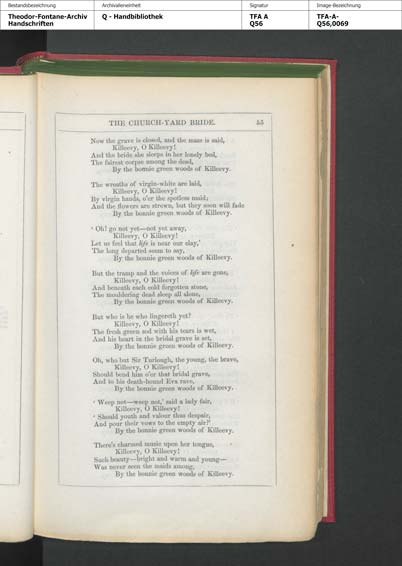 Bestandsbezeichnung
Archivalieneinheit
Signatur
Image-Bezeichnung
Theodor-Fontane-Archiv
Handschriften
Q - Handbibliothek
TFA A
Q56
TFA-A-
Q56,0069
THE CHURCH-YARD BRIDE. 55
Now the grave is closed, and the mass is said,
Killeevy, O Killeevy!
And the bride she sleeps in her lonely bed,
The fairest corpse among the dead,
By the bonnie green woods of Killeevy.
The wreaths of virgin-white are laid,
Killeevy, O Killeevy!
By virgin hands, o'er the spotless maid;
And the flowers are strewn, but they soon will fade
By the bonnie green woods of Killeevy.
‘ Oh! go not yet—not yet away,
Killeevy, O Killeevy!
Let us feel that life is near our clay,’
The long departed seem to say,
By the bonnie green woods of Killeevy.
But the tramp and the voices of life are gone,
Killeevy, O Killeevy!
And beneath each cold forgotten stone,
The mouldering dead sleep all alone,
By the bonnie green woods of Killeevy.
But who is he who lingereth yet?
Killeevy, O Killeevy!
The fresh green sod with his tears is wet,
And his heart in the bridal grave is set,
By the bonnie green woods of Killeevy.
Oh, who but Sir Turlough, the young, the brave,
Killeevy, O Killeevy!
Should bend him o'er that bridal grave,
And to his death-bound Eva rave,
By the bonnie green woods of Killeevy.
‘ Weep not—weep not,’ said a lady fair,
Killeevy, O Killeevy!
‘ Should youth and valour thus despair,
And pour their vows to the empty air?’
By the bonnie green woods of Killeevy.
There's charmed music upon her tongue,
Killeevy, O Killeevy!
Such beauty—bright and warm and young—
Was never seen the maids among,
By the bonnie green woods of Killeevy.